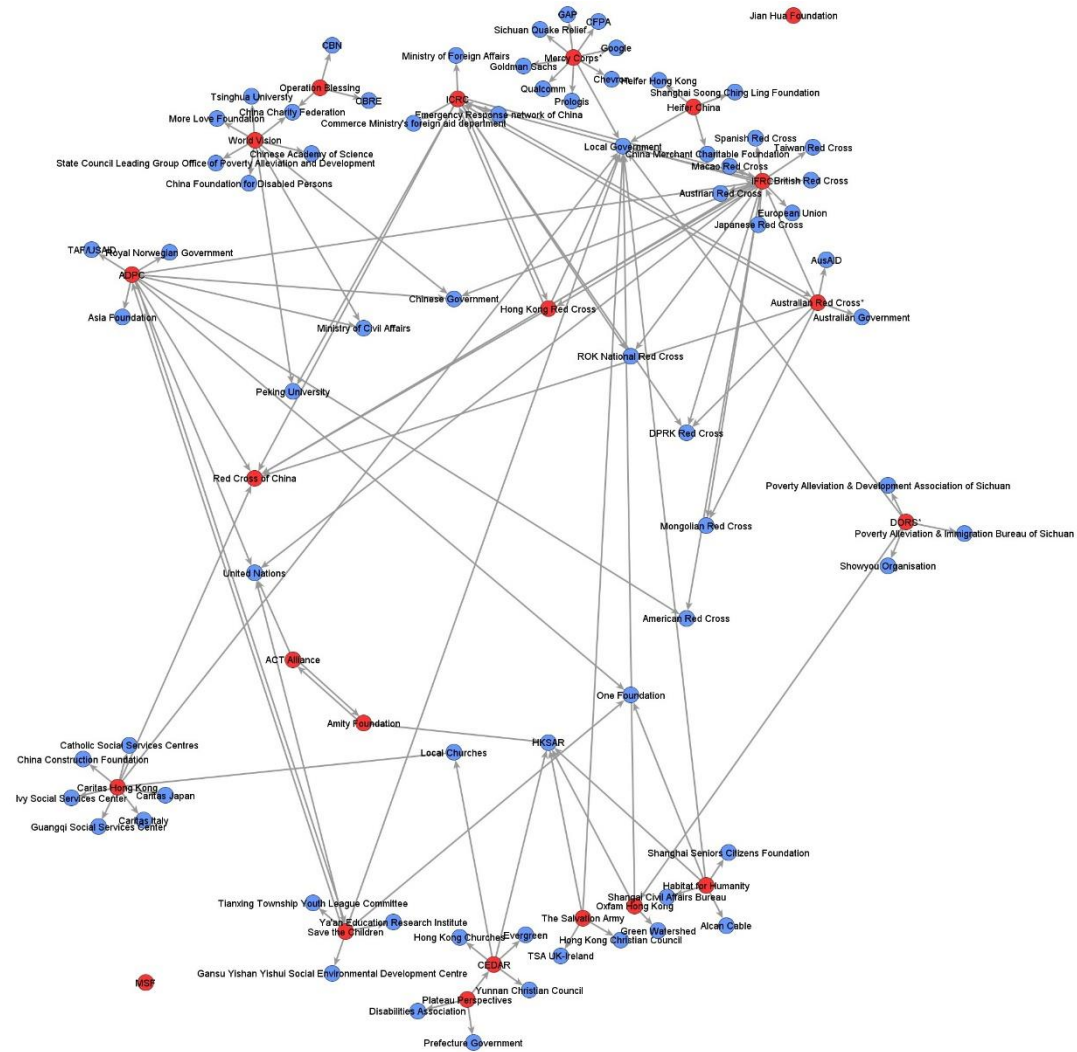 Jian Hua Foundation
GAP
CFPA
Sichuan Quake Relief
CBN
Google
Ministry of Foreign Affairs
Mercy Corps*
Goldman Sachs
Chevron
Heifer Hong Kong
Operation Blessing
Qualcomm
Shanghai Soong Ching Ling Foundation
Tsinghua University
CBRE
ICRC
Prologis
Heifer China
China Charity Federation
Emergency Response network of China
More Love Foundation
Commerce Ministry's foreign aid department
World Vision
Spanish Red Cross
Local Government
Taiwan Red Cross
Chinese Academy of Science
China Merchant Charitable Foundation
State Council Leading Group Office of Poverty Alleviation and Development
Macao Red Cross
China Foundation for Disabled Persons
IFRC
British Red Cross
Austrian Red Cross
European Union
Japanese Red Cross
TAF/USAID
Royal Norwegian Government
AusAID
ADPC
Chinese Government
Australian Red Cross*
Asia Foundation
Hong Kong Red Cross
Australian Government
Ministry of Civil Affairs
ROK National Red Cross
Peking University
DPRK Red Cross
Red Cross of China
Poverty Alleviation & Development Association of Sichuan
Mongolian Red Cross
DORS*
Poverty Alleviation & Immigration Bureau of Sichuan
United Nations
Showyou Organisation
American Red Cross
ACT Alliance
One Foundation
Amity Foundation
Catholic Social Services Centres
HKSAR
China Construction Foundation
Local Churches
Caritas Hong Kong
Ivy Social Services Center
Caritas Japan
Guangqi Social Services Center
Caritas Italy
Shanghai Seniors Citizens Foundation
Habitat for Humanity
Shangai Civil Affairs Bureau
Tianxing Township Youth League Committee
Oxfam Hong Kong
Ya'an Education Research Institute
The Salvation Army
Alcan Cable
Save the Children
Evergreen
Green Watershed
Hong Kong Churches
Hong Kong Christian Council
TSA UK-Ireland
CEDAR
Gansu Yishan Yishui Social Environmental Development Centre
MSF
Yunnan Christian Council
Plateau Perspectives
Disabilities Association
Prefecture Government